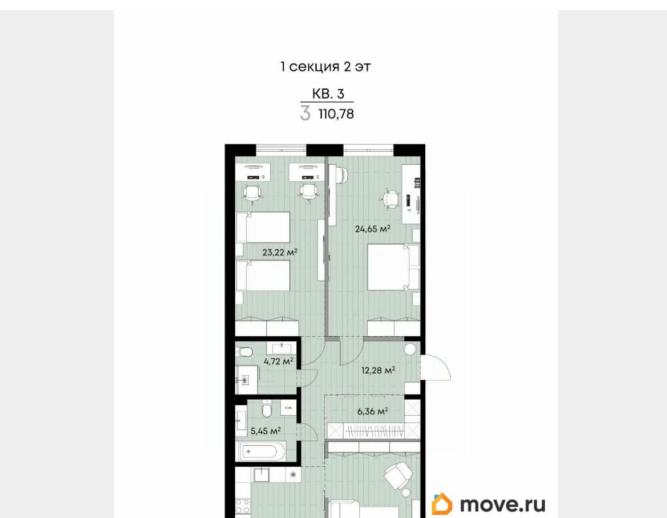 1 секция 2 эт
КВ. 3
3 110,78
24,65 м²
23,22 м²
4,72 м²
12,28 м²
6,36 м²
5,45 м²
move.ru